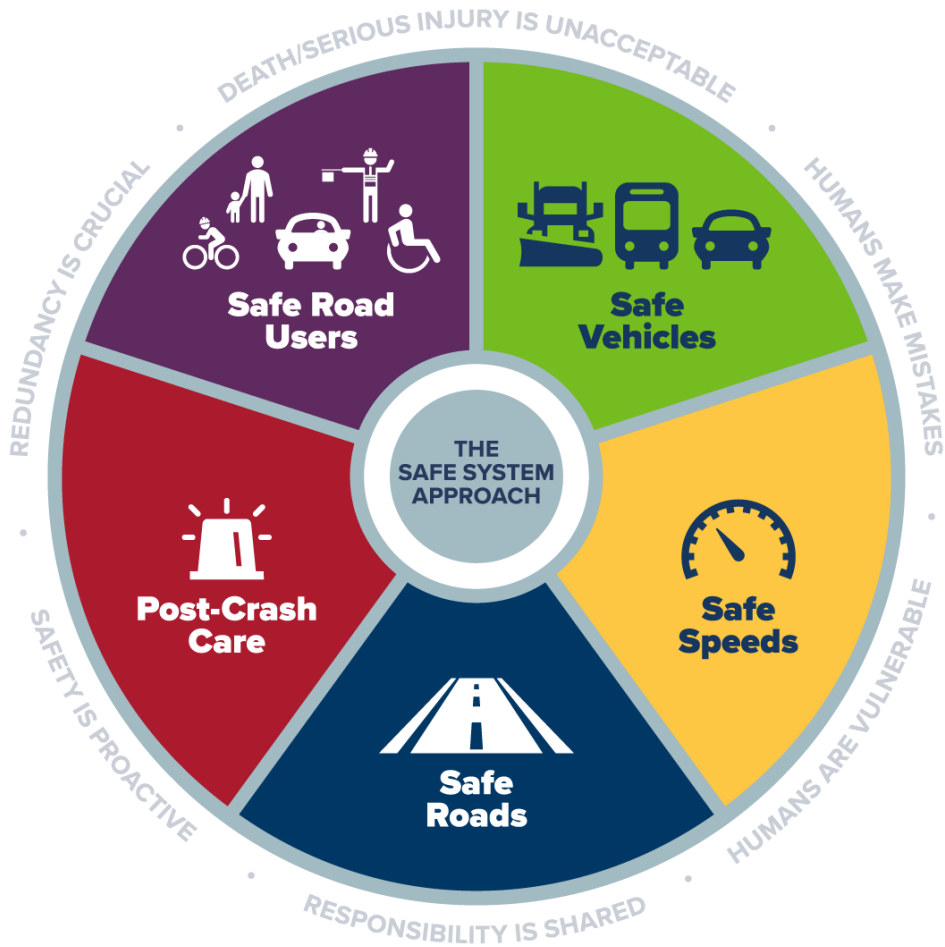 DEATH/SERIOUS INJURY IS UNACCEPTABLE
HUMANS MAKE MISTAKES
HUMANS ARE VULNERABLE
RESPONSIBILITY IS SHARED
SAFETY IS PROACTIVE
REDUNDANCY IS CRUCIAL
Safe Road
Users
Safe
Vehicles
THE
SAFE SYSTEM
APPROACH
Safe
Speeds
Safe
Roads
Post-Crash
Care